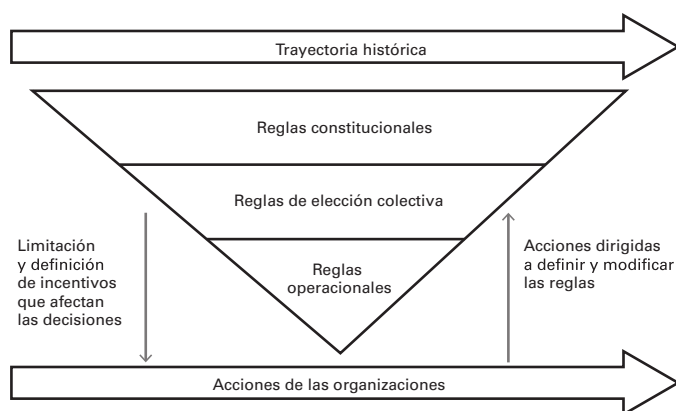 Trayectoria histórica
Reglas constitucionales
Reglas de elección colectiva
Reglas
operacionales
Limitación
y definición
de incentivos
que afectan
las decisiones
Acciones dirigidas
a definir y modificar
las reglas
Acciones de las organizaciones